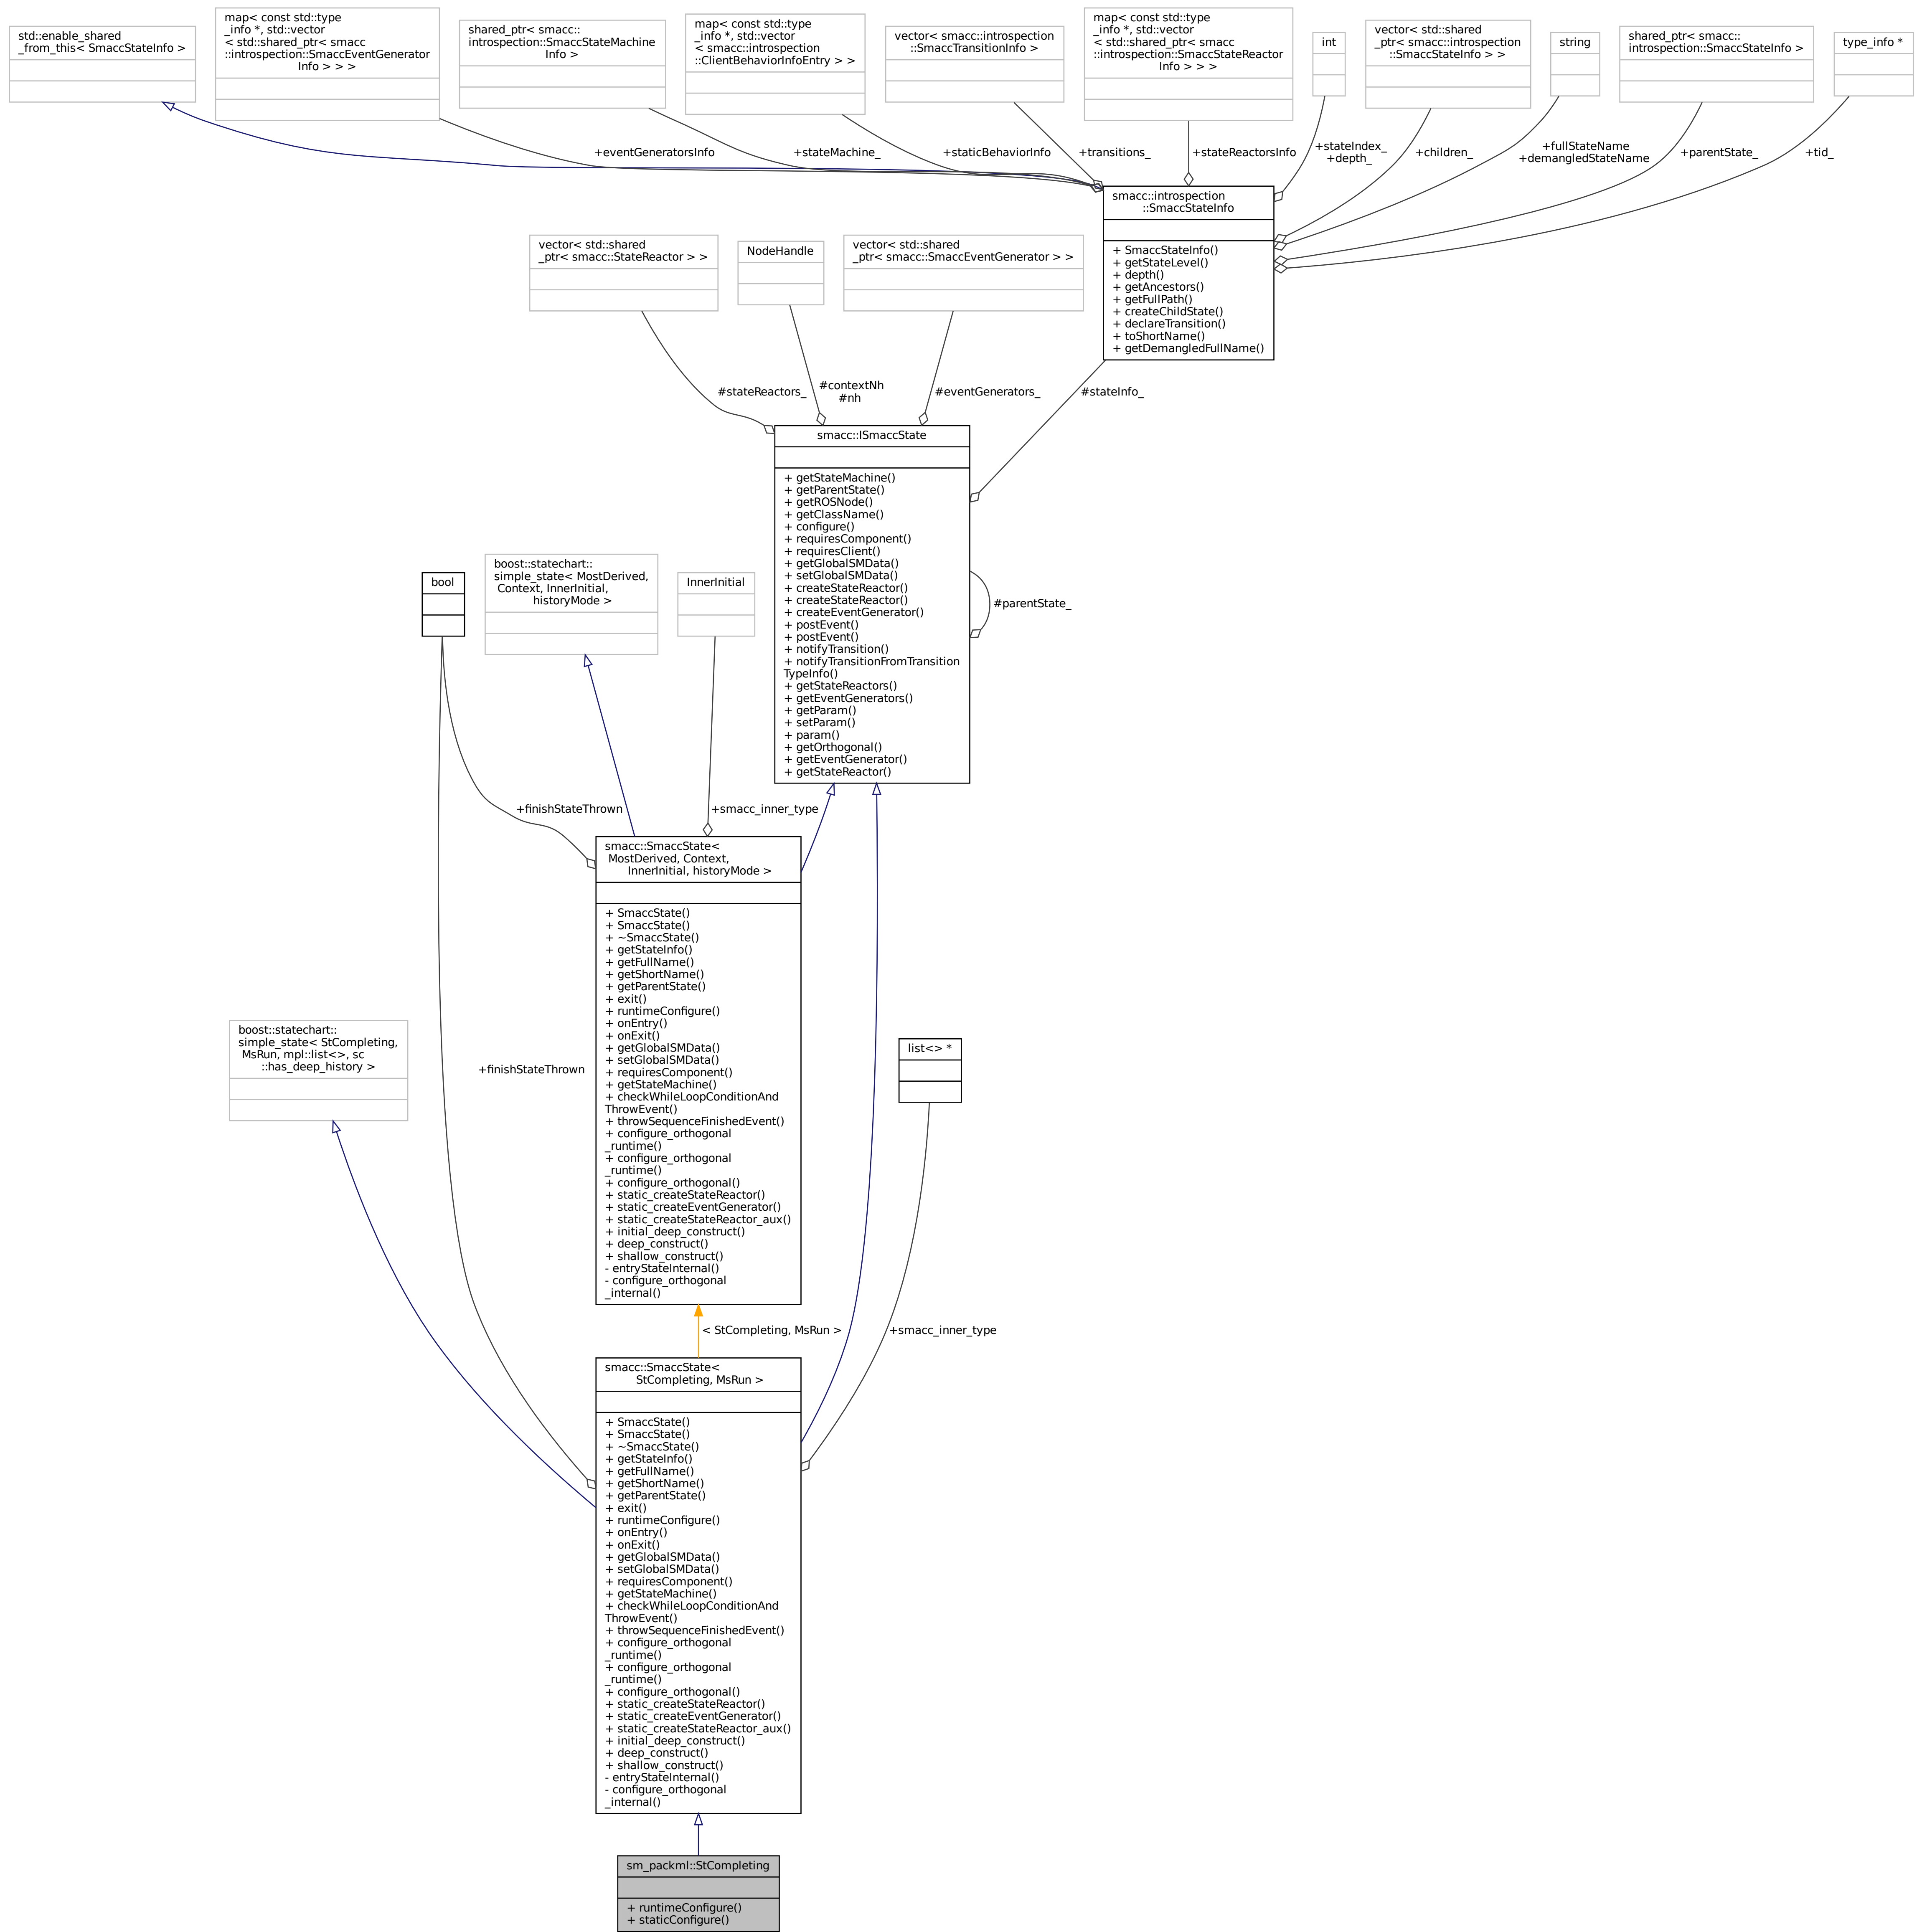 std::enable_shared
_from_this< SmaccStateInfo >
map< const std::type
_info *, std::vector
< std::shared_ptr< smacc
::introspection::SmaccEventGenerator
Info > > >
shared_ptr< smacc::
introspection::SmaccStateMachine
Info >
map< const std::type
_info *, std::vector
< smacc::introspection
::ClientBehaviorInfoEntry > >
vector< smacc::introspection
::SmaccTransitionInfo >
map< const std::type
_info *, std::vector
< std::shared_ptr< smacc
::introspection::SmaccStateReactor
Info > > >
int
vector< std::shared
_ptr< smacc::introspection
::SmaccStateInfo > >
string
shared_ptr< smacc::
introspection::SmaccStateInfo >
type_info *
+eventGeneratorsInfo
+stateMachine_
+staticBehaviorInfo
+transitions_
+stateReactorsInfo
+stateIndex_
+depth_
+children_
+fullStateName
+demangledStateName
+parentState_
+tid_
smacc::introspection
::SmaccStateInfo
+ SmaccStateInfo()
+ getStateLevel()
+ depth()
+ getAncestors()
+ getFullPath()
+ createChildState()
+ declareTransition()
+ toShortName()
+ getDemangledFullName()
vector< std::shared
_ptr< smacc::StateReactor > >
NodeHandle
vector< std::shared
_ptr< smacc::SmaccEventGenerator > >
#stateReactors_
#contextNh
#nh
#eventGenerators_
#stateInfo_
smacc::ISmaccState
+ getStateMachine()
+ getParentState()
+ getROSNode()
+ getClassName()
+ configure()
+ requiresComponent()
+ requiresClient()
+ getGlobalSMData()
+ setGlobalSMData()
+ createStateReactor()
+ createStateReactor()
+ createEventGenerator()
+ postEvent()
+ postEvent()
+ notifyTransition()
+ notifyTransitionFromTransition
TypeInfo()
+ getStateReactors()
+ getEventGenerators()
+ getParam()
+ setParam()
+ param()
+ getOrthogonal()
+ getEventGenerator()
+ getStateReactor()
#parentState_
bool
boost::statechart::
simple_state< MostDerived,
Context, InnerInitial,
historyMode >
InnerInitial
+finishStateThrown
+smacc_inner_type
smacc::SmaccState<
MostDerived, Context,
InnerInitial, historyMode >
+ SmaccState()
+ SmaccState()
+ ~SmaccState()
+ getStateInfo()
+ getFullName()
+ getShortName()
+ getParentState()
+ exit()
+ runtimeConfigure()
+ onEntry()
+ onExit()
+ getGlobalSMData()
+ setGlobalSMData()
+ requiresComponent()
+ getStateMachine()
+ checkWhileLoopConditionAnd
ThrowEvent()
+ throwSequenceFinishedEvent()
+ configure_orthogonal
_runtime()
+ configure_orthogonal
_runtime()
+ configure_orthogonal()
+ static_createStateReactor()
+ static_createEventGenerator()
+ static_createStateReactor_aux()
+ initial_deep_construct()
+ deep_construct()
+ shallow_construct()
- entryStateInternal()
- configure_orthogonal
_internal()
boost::statechart::
simple_state< StCompleting,
MsRun, mpl::list<>, sc
::has_deep_history >
+finishStateThrown
list<> *
< StCompleting, MsRun >
+smacc_inner_type
smacc::SmaccState<
StCompleting, MsRun >
+ SmaccState()
+ SmaccState()
+ ~SmaccState()
+ getStateInfo()
+ getFullName()
+ getShortName()
+ getParentState()
+ exit()
+ runtimeConfigure()
+ onEntry()
+ onExit()
+ getGlobalSMData()
+ setGlobalSMData()
+ requiresComponent()
+ getStateMachine()
+ checkWhileLoopConditionAnd
ThrowEvent()
+ throwSequenceFinishedEvent()
+ configure_orthogonal
_runtime()
+ configure_orthogonal
_runtime()
+ configure_orthogonal()
+ static_createStateReactor()
+ static_createEventGenerator()
+ static_createStateReactor_aux()
+ initial_deep_construct()
+ deep_construct()
+ shallow_construct()
- entryStateInternal()
- configure_orthogonal
_internal()
sm_packml::StCompleting
+ runtimeConfigure()
+ staticConfigure()